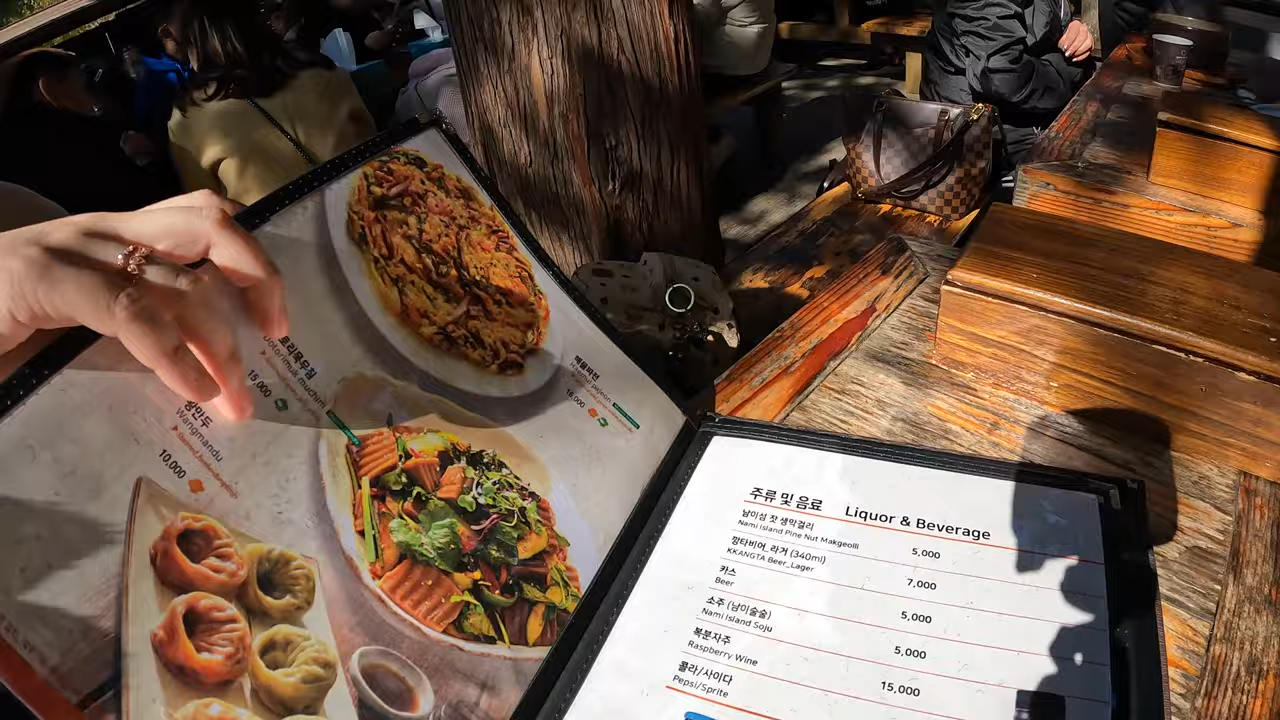 도토리묵무침
Dotorimuk muchim
15,000
왕만두
Wangmandu
10,000
해물파전
Haemul pajeon
16,000
주류 및 음료 Liquor & Beverage
남이섬 잣 생막걸리
Nami Island Pine Nut Makgeolli 5,000
깡타비어_라거 (340ml)
KKANGTA Beer_Lager 7,000
카스
Beer 5,000
소주 (남이술술)
Nami Island Soju 5,000
복분자주
Raspberry Wine 15,000
콜라/사이다
Pepsi/Sprite